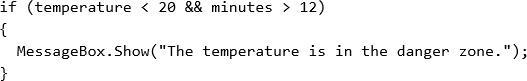 if (temperature < 20 && minutes > 12)
{
  MessageBox.Show("The temperature is in the danger zone.");
}